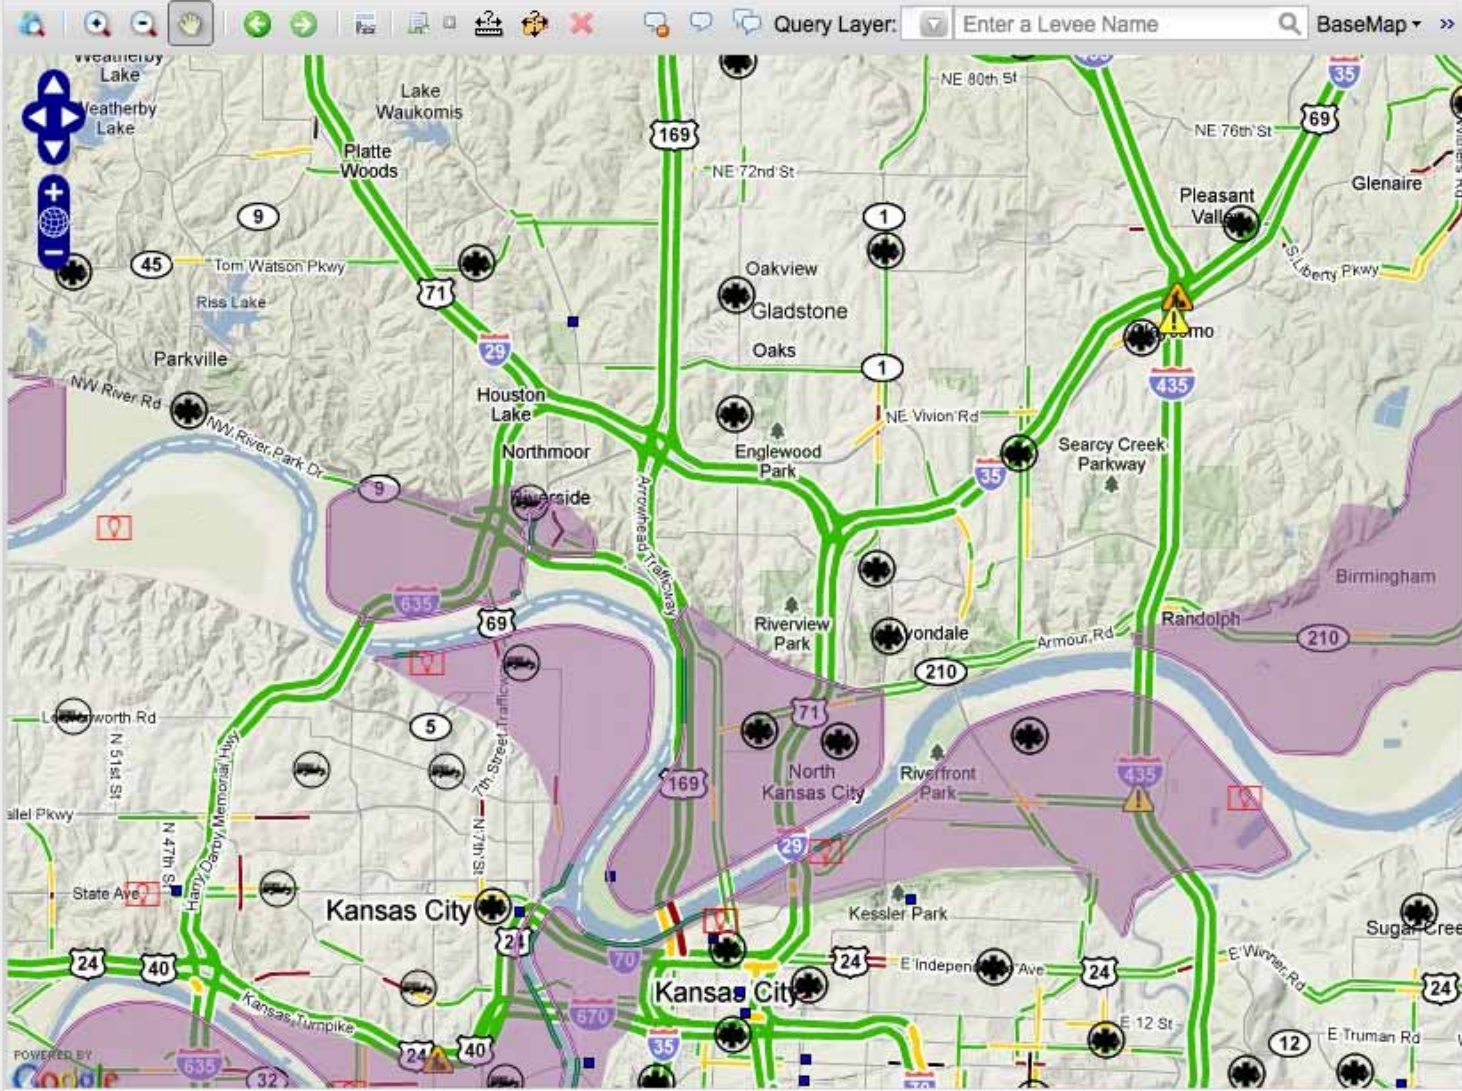 Query Layer:
Enter a Levee Name
BaseMap
»
Weatherby
Lake
Weatherby
Lake
Lake
Waukomis
Platte
Woods
169
NE 80th St
435
35
69
NE 76th St
NE 72nd St
Glenaire
Pleasant
Valley
9
1
45
Tom Watson Pkwy
71
Riss Lake
Oakview
Gladstone
S Liberty Pkwy
Parkville
29
Oaks
1
435
NW River Rd
Houston
Lake
NE Vivion Rd
NW River Park Dr
Northmoor
Englewood
Park
35
Searcy Creek
Parkway
9
Riverside
Arrowhead Trafficway
635
69
Riverview
Park
Avondale
Birmingham
Randolph
Armour Rd
210
210
Leavenworth Rd
5
7th Street Trafficway
71
N 51st St
Harry Darby Memorial Hwy
169
North
Kansas City
Riverfront
Park
435
N 47th St
N 7th St
29
State Ave
Kansas City
Kessler Park
24
70
24
40
24
E Independence Ave
24
E Winner Rd
24
Kansas City
Kansas Turnpike
670
24
40
35
E 12 St
12
E Truman Rd
POWERED BY
Google
635
32
70